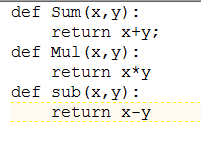 def Sum(x,y):
    return x+y;
def Mul(x,y):
    return x*y
def sub(x,y):
    return x-y